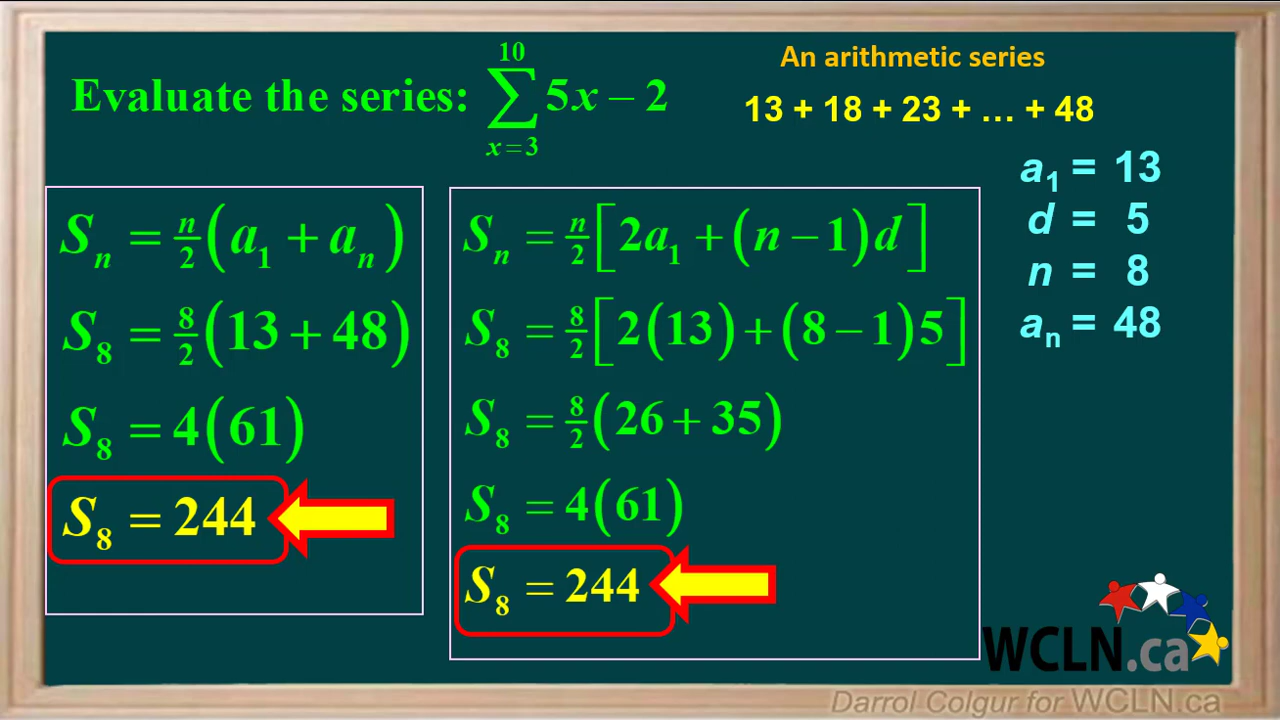 Evaluate the series: \sum_{x=3}^{10} 5x − 2
An arithmetic series
13 + 18 + 23 + … + 48
a₁ = 13
d = 5
n = 8
aₙ = 48
Sₙ = n/2 (a₁ + aₙ)
S₈ = 8/2 (13 + 48)
S₈ = 4(61)
S₈ = 244
Sₙ = n/2 [2a₁ + (n − 1)d]
S₈ = 8/2 [2(13) + (8 − 1)5]
S₈ = 8/2 (26 + 35)
S₈ = 4(61)
S₈ = 244
WCLN.ca
Darrol Colgur for WCLN.ca